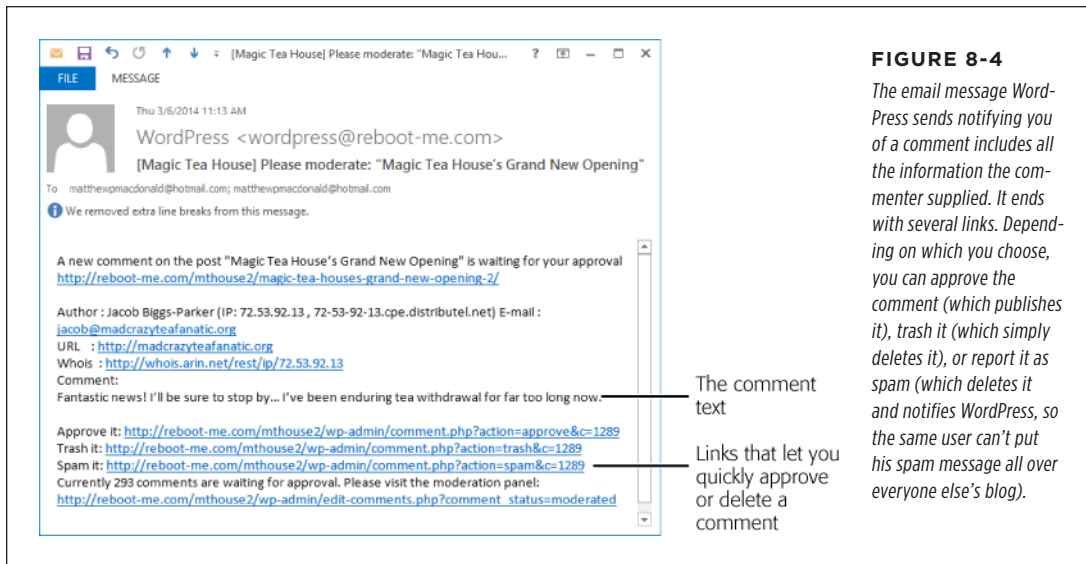 [Magic Tea House] Please moderate: "Magic Tea Hou...
?
FILE MESSAGE
Thu 3/6/2014 11:13 AM
WordPress <wordpress@reboot-me.com>
[Magic Tea House] Please moderate: "Magic Tea House's Grand New Opening"
To matthewpmacdonald@hotmail.com; matthewpmacdonald@hotmail.com
We removed extra line breaks from this message.
A new comment on the post "Magic Tea House's Grand New Opening" is waiting for your approval
http://reboot-me.com/mthouse2/magic-tea-houses-grand-new-opening-2/
Author : Jacob Biggs-Parker (IP: 72.53.92.13 , 72-53-92-13.cpe.distributel.net) E-mail :
jacob@madcrazyteafanatic.org
URL : http://madcrazyteafanatic.org
Whois : http://whois.arin.net/rest/ip/72.53.92.13
Comment:
Fantastic news! I'll be sure to stop by... I've been enduring tea withdrawal for far too long now.
Approve it: http://reboot-me.com/mthouse2/wp-admin/comment.php?action=approve&c=1289
Trash it: http://reboot-me.com/mthouse2/wp-admin/comment.php?action=trash&c=1289
Spam it: http://reboot-me.com/mthouse2/wp-admin/comment.php?action=spam&c=1289
Currently 293 comments are waiting for approval. Please visit the moderation panel:
http://reboot-me.com/mthouse2/wp-admin/edit-comments.php?comment_status=moderated
The comment
text
Links that let you
quickly approve
or delete a
comment
FIGURE 8-4
The email message Word-
Press sends notifying you
of a comment includes all
the information the com-
menter supplied. It ends
with several links. Depend-
ing on which you choose,
you can approve the
comment (which publishes
it), trash it (which simply
deletes it), or report it as
spam (which deletes it
and notifies WordPress, so
the same user can't put
his spam message all over
everyone else's blog).